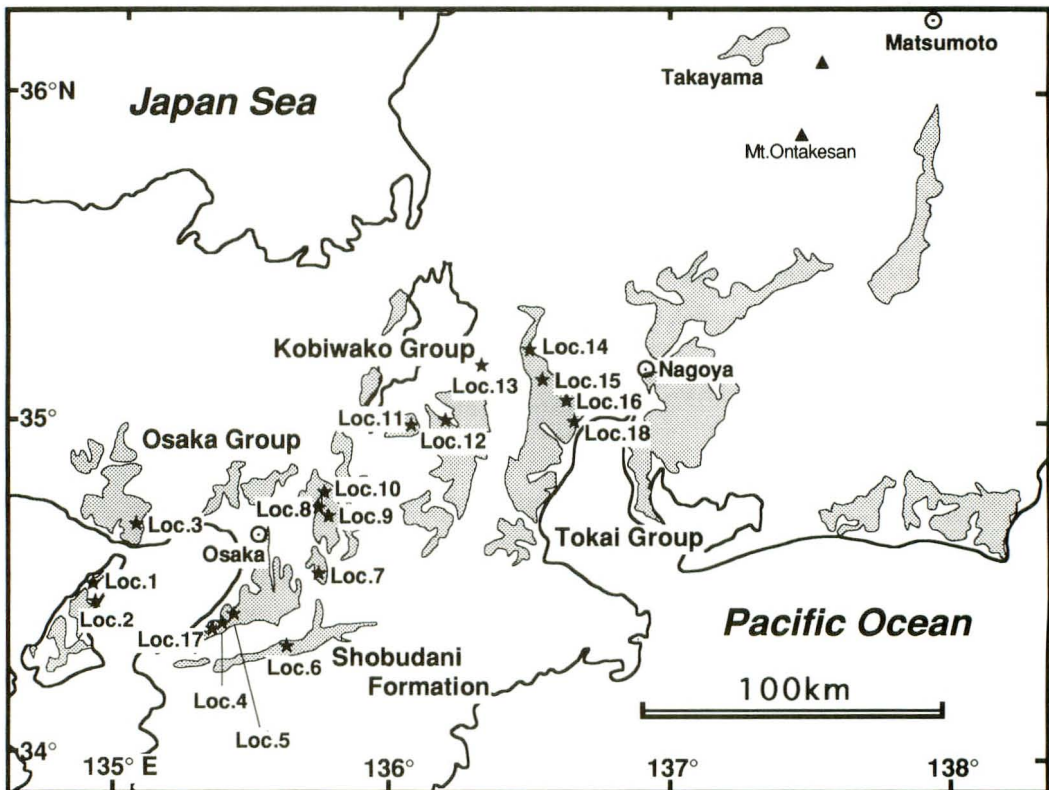 Matsumoto
Takayama
36°N
Japan Sea
Mt.Ontakesan
Kobiwako Group
Loc.14
Nagoya
Loc.13
Loc.15
Loc.16
35°
Loc.11
Loc.12
Loc.18
Osaka Group
Loc.10
Loc.8
Loc.9
Loc.3
Osaka
Tokai Group
Loc.7
Loc.1
Loc.2
Pacific Ocean
Loc.17
Loc.6
Shobudani
Formation
Loc.4
100km
Loc.5
34°
135° E
136°
137°
138°